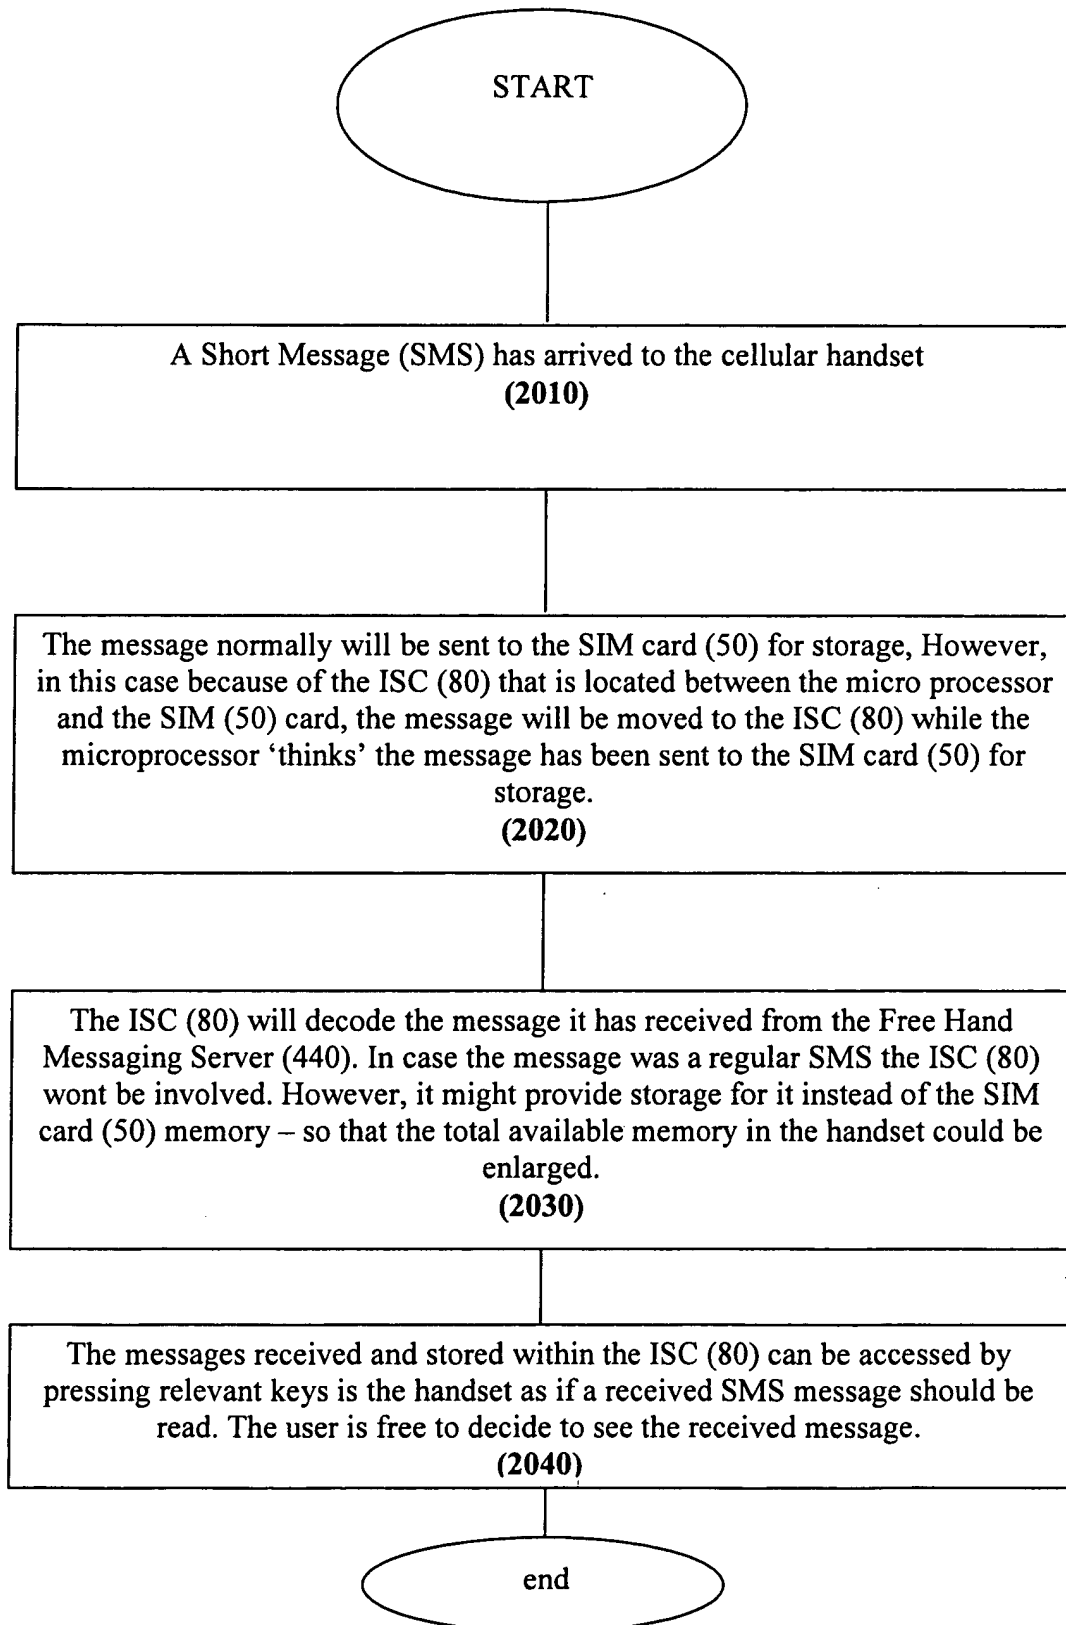 START
A Short Message (SMS) has arrived to the cellular handset
(2010)
The message normally will be sent to the SIM card (50) for storage, However,
in this case because of the ISC (80) that is located between the micro processor
and the SIM (50) card, the message will be moved to the ISC (80) while the
microprocessor ‘thinks’ the message has been sent to the SIM card (50) for
storage.
(2020)
The ISC (80) will decode the message it has received from the Free Hand
Messaging Server (440). In case the message was a regular SMS the ISC (80)
wont be involved. However, it might provide storage for it instead of the SIM
card (50) memory – so that the total available memory in the handset could be
enlarged.
(2030)
The messages received and stored within the ISC (80) can be accessed by
pressing relevant keys is the handset as if a received SMS message should be
read. The user is free to decide to see the received message.
(2040)
end